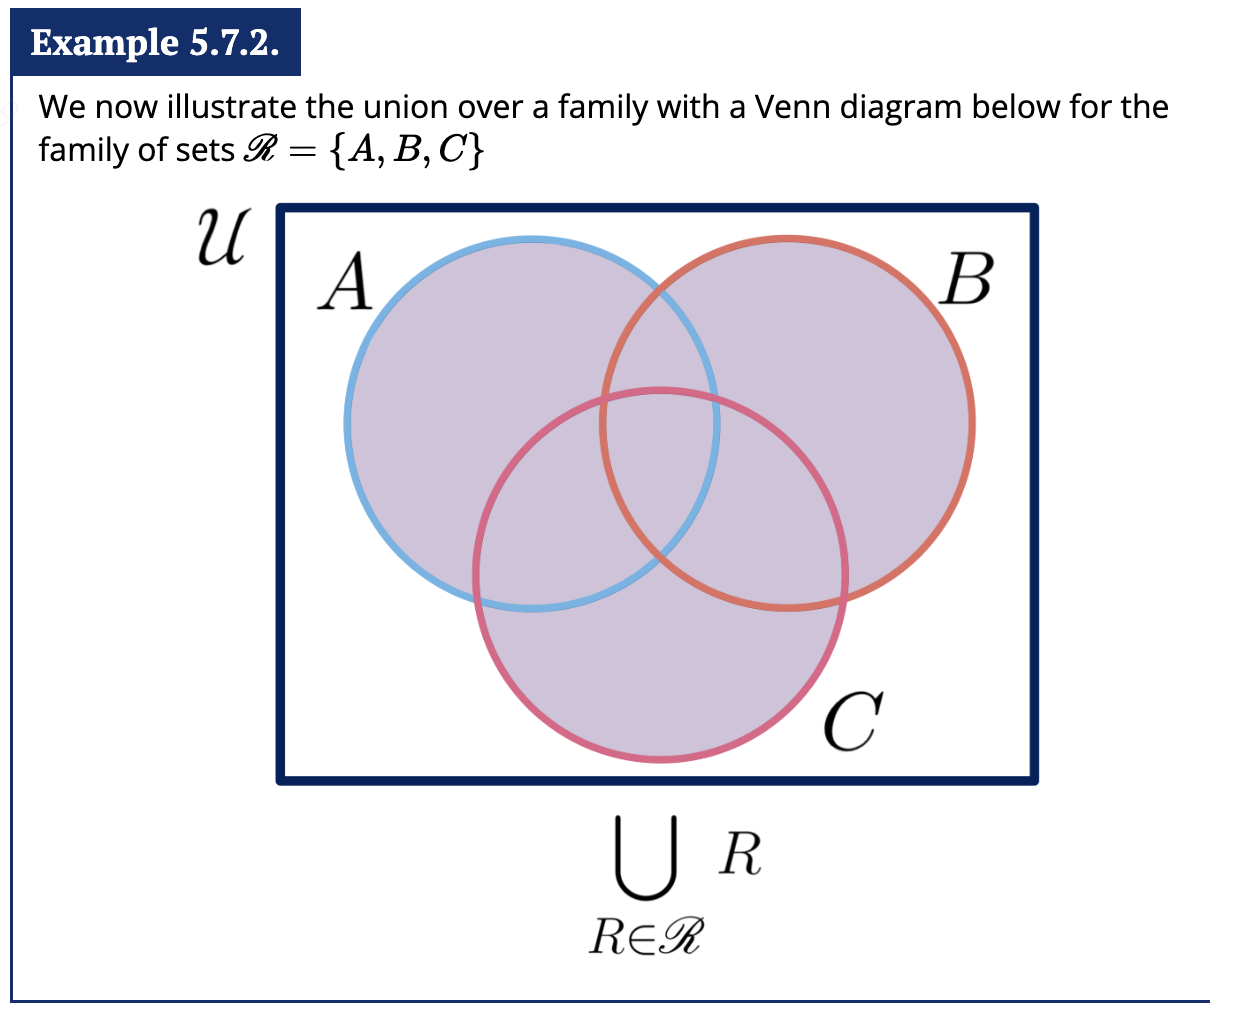 Example 5.7.2.
We now illustrate the union over a family with a Venn diagram below for the
family of sets ℛ = {A, B, C}
𝒰
A
B
C
⋃ R
R∈ℛ